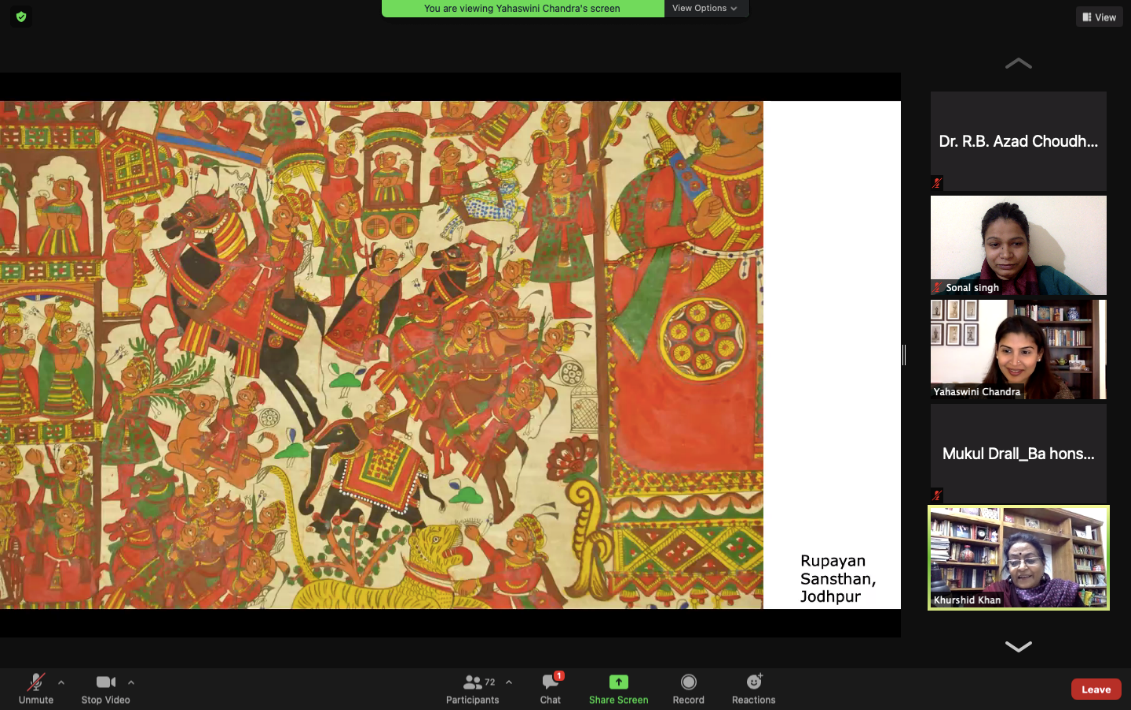 You are viewing Yahaswini Chandra's screen
View Options
View
Dr. R.B. Azad Choudh...
Sonal singh
Yahaswini Chandra
Mukul Drall_Ba hons...
Khurshid Khan
Rupayan
Sansthan,
Jodhpur
Unmute
Stop Video
72
Participants
1
Chat
Share Screen
Record
Reactions
Leave